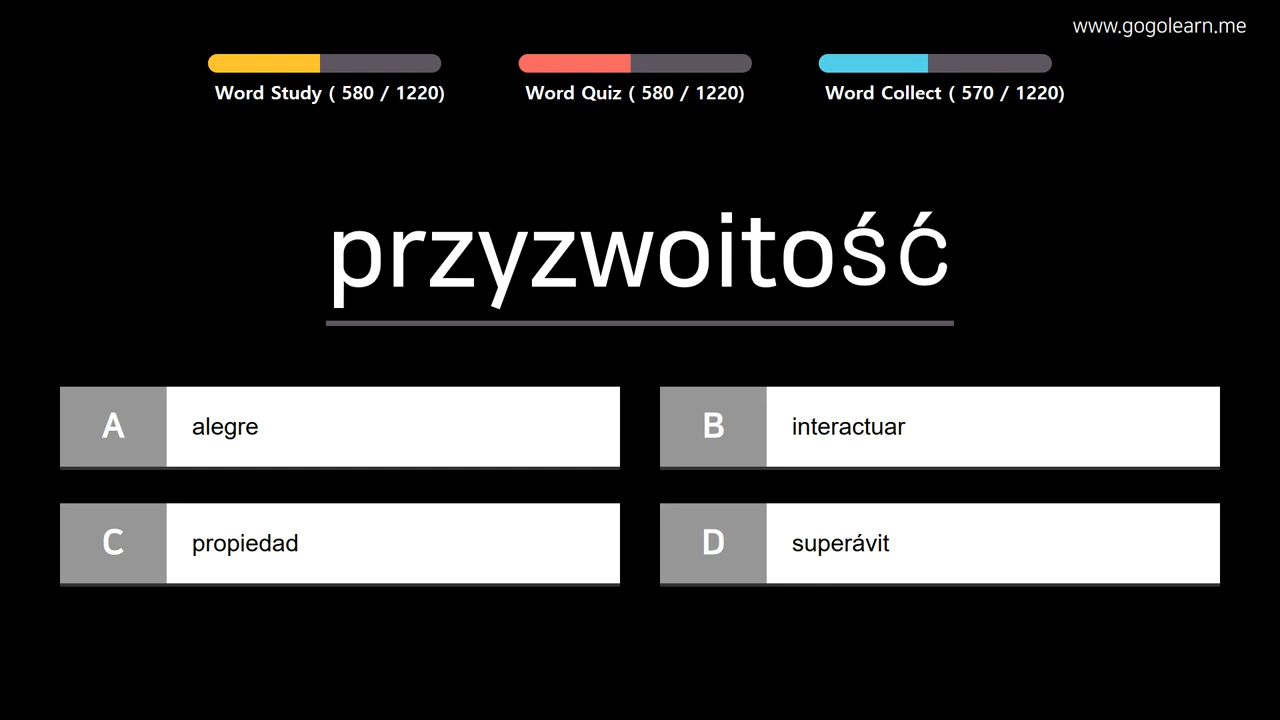 www.gogolearn.me
Word Study ( 580 / 1220)
Word Quiz ( 580 / 1220)
Word Collect ( 570 / 1220)
przyzwoitość
A alegre
B interactuar
C propiedad
D superávit